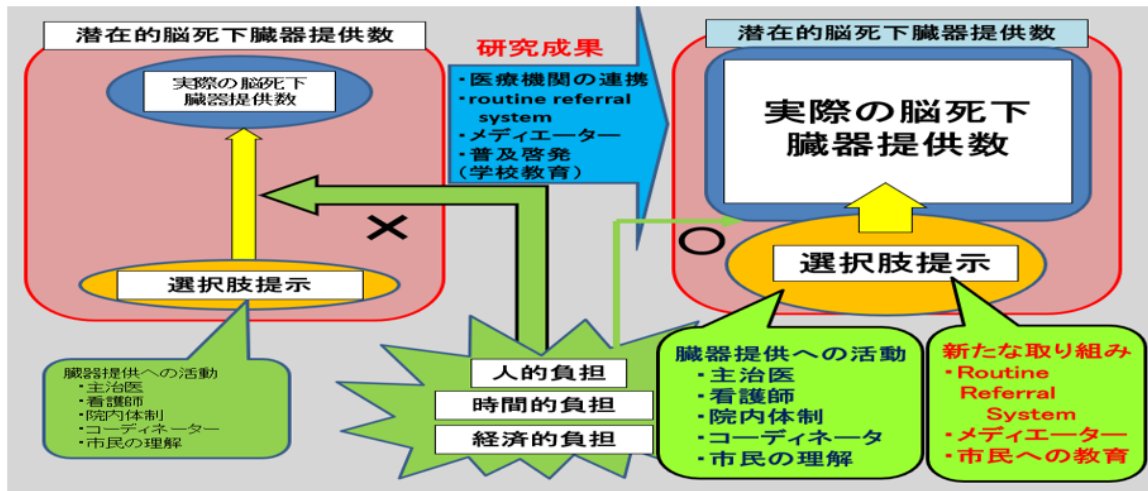 潜在的脳死下臓器提供数
実際の脳死下
臓器提供数
選択肢提示
臓器提供への活動
・主治医
・看護師
・院内体制
・コーディネーター
・市民の理解
研究成果
・医療機関の連携
・routine referral
system
・メディエーター
・普及啓発
(学校教育)
×
人的負担
時間的負担
経済的負担
潜在的脳死下臓器提供数
実際の脳死下
臓器提供数
○
選択肢提示
臓器提供への活動
・主治医
・看護師
・院内体制
・コーディネータ
・市民の理解
新たな取り組み
・Routine
Referral
System
・メディエーター
・市民への教育